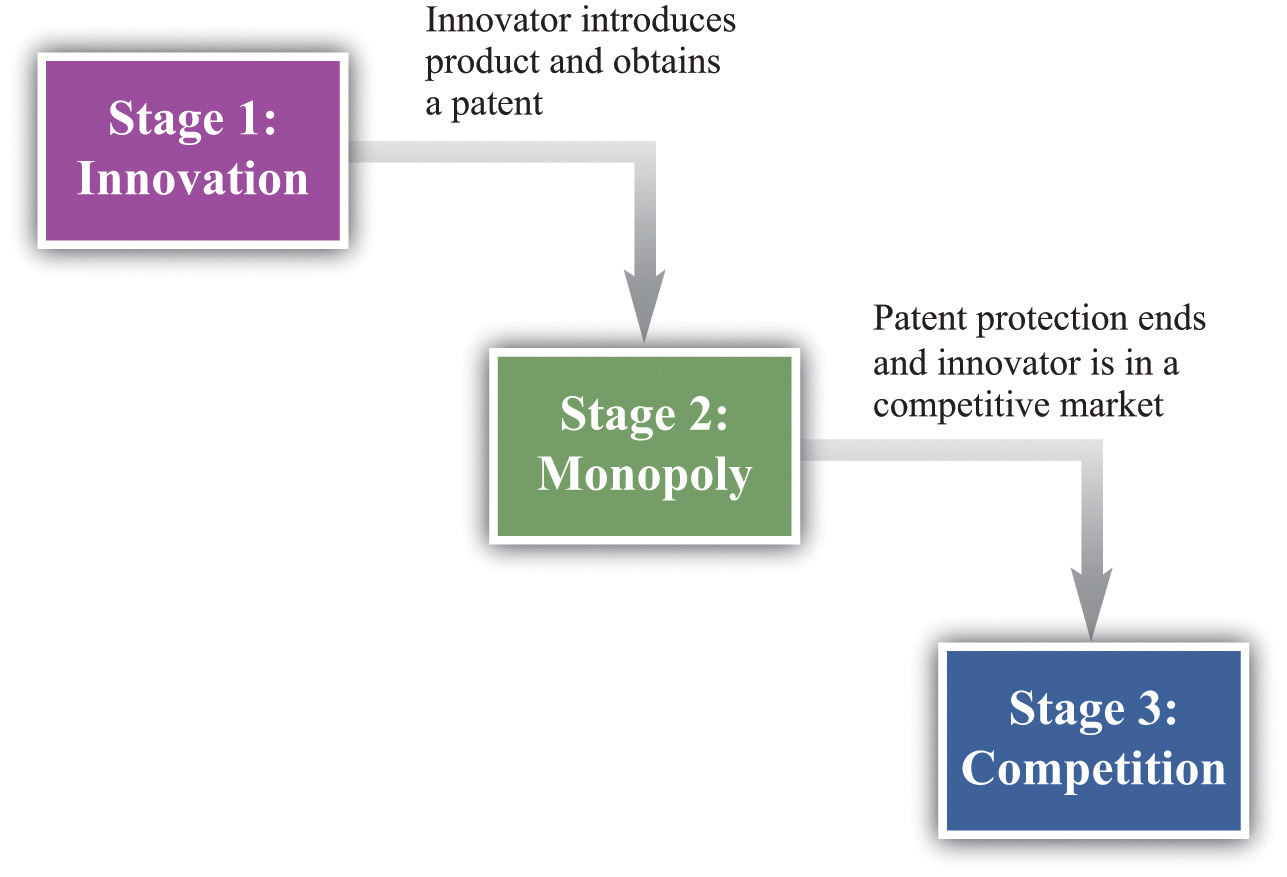 Innovator introduces
product and obtains
a patent
Stage 1:
Innovation
Patent protection ends
and innovator is in a
competitive market
Stage 2:
Monopoly
Stage 3:
Competition